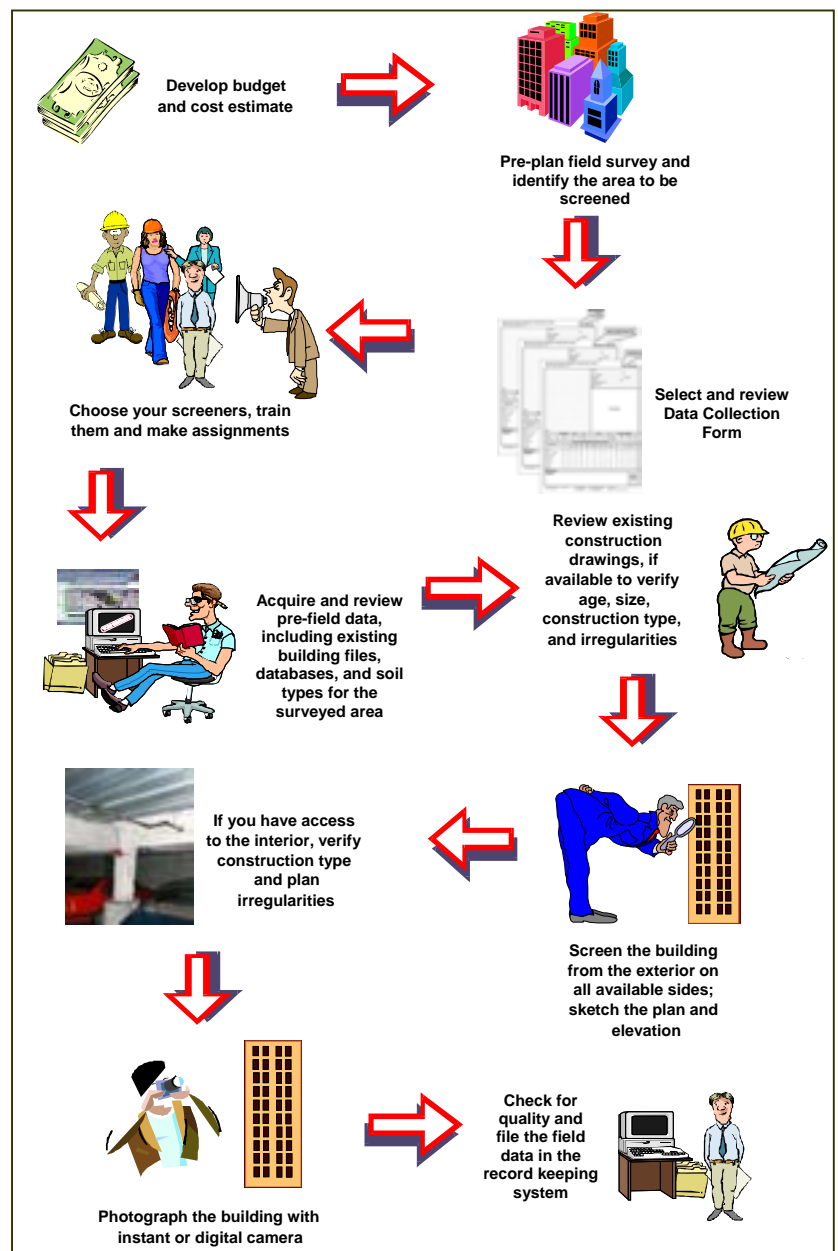 Develop budget
and cost estimate
Pre-plan field survey and
identify the area to be
screened
Select and review
Data Collection
Form
Choose your screeners, train
them and make assignments
Acquire and review
pre-field data,
including existing
building files,
databases, and soil
types for the
surveyed area
Review existing
construction
drawings, if
available to verify
age, size,
construction type,
and irregularities
Screen the building
from the exterior on
all available sides;
sketch the plan and
elevation
If you have access
to the interior, verify
construction type
and plan
irregularities
Photograph the building with
instant or digital camera
Check for
quality and
file the field
data in the
record keeping
system